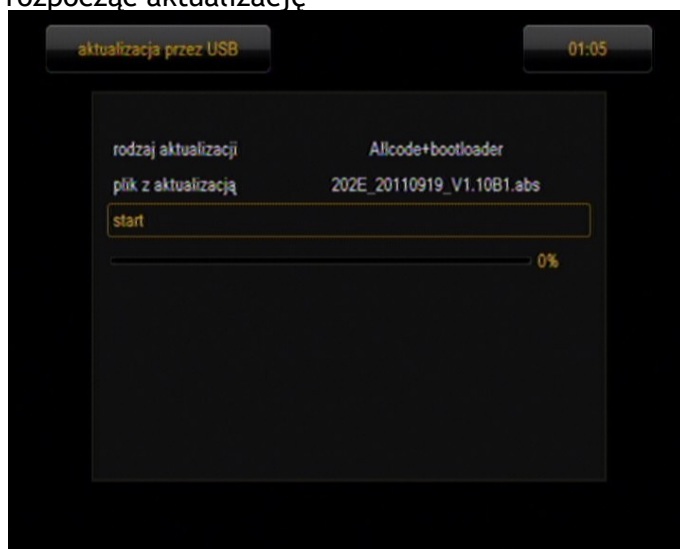 rozpocząć aktualizację
aktualizacja przez USB 01:05
rodzaj aktualizacji Allcode+bootloader
plik z aktualizacją 202E_20110919_V1.10B1.abs
start
0%